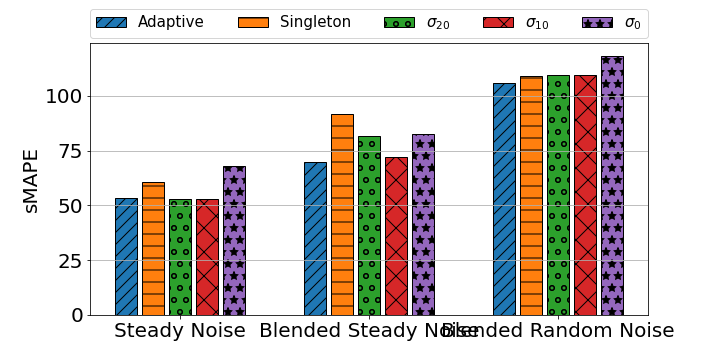 Adaptive Singleton σ20 σ10 σ0
sMAPE
100
75
50
25
0
Steady Noise Blended Steady Noise Blended Random Noise